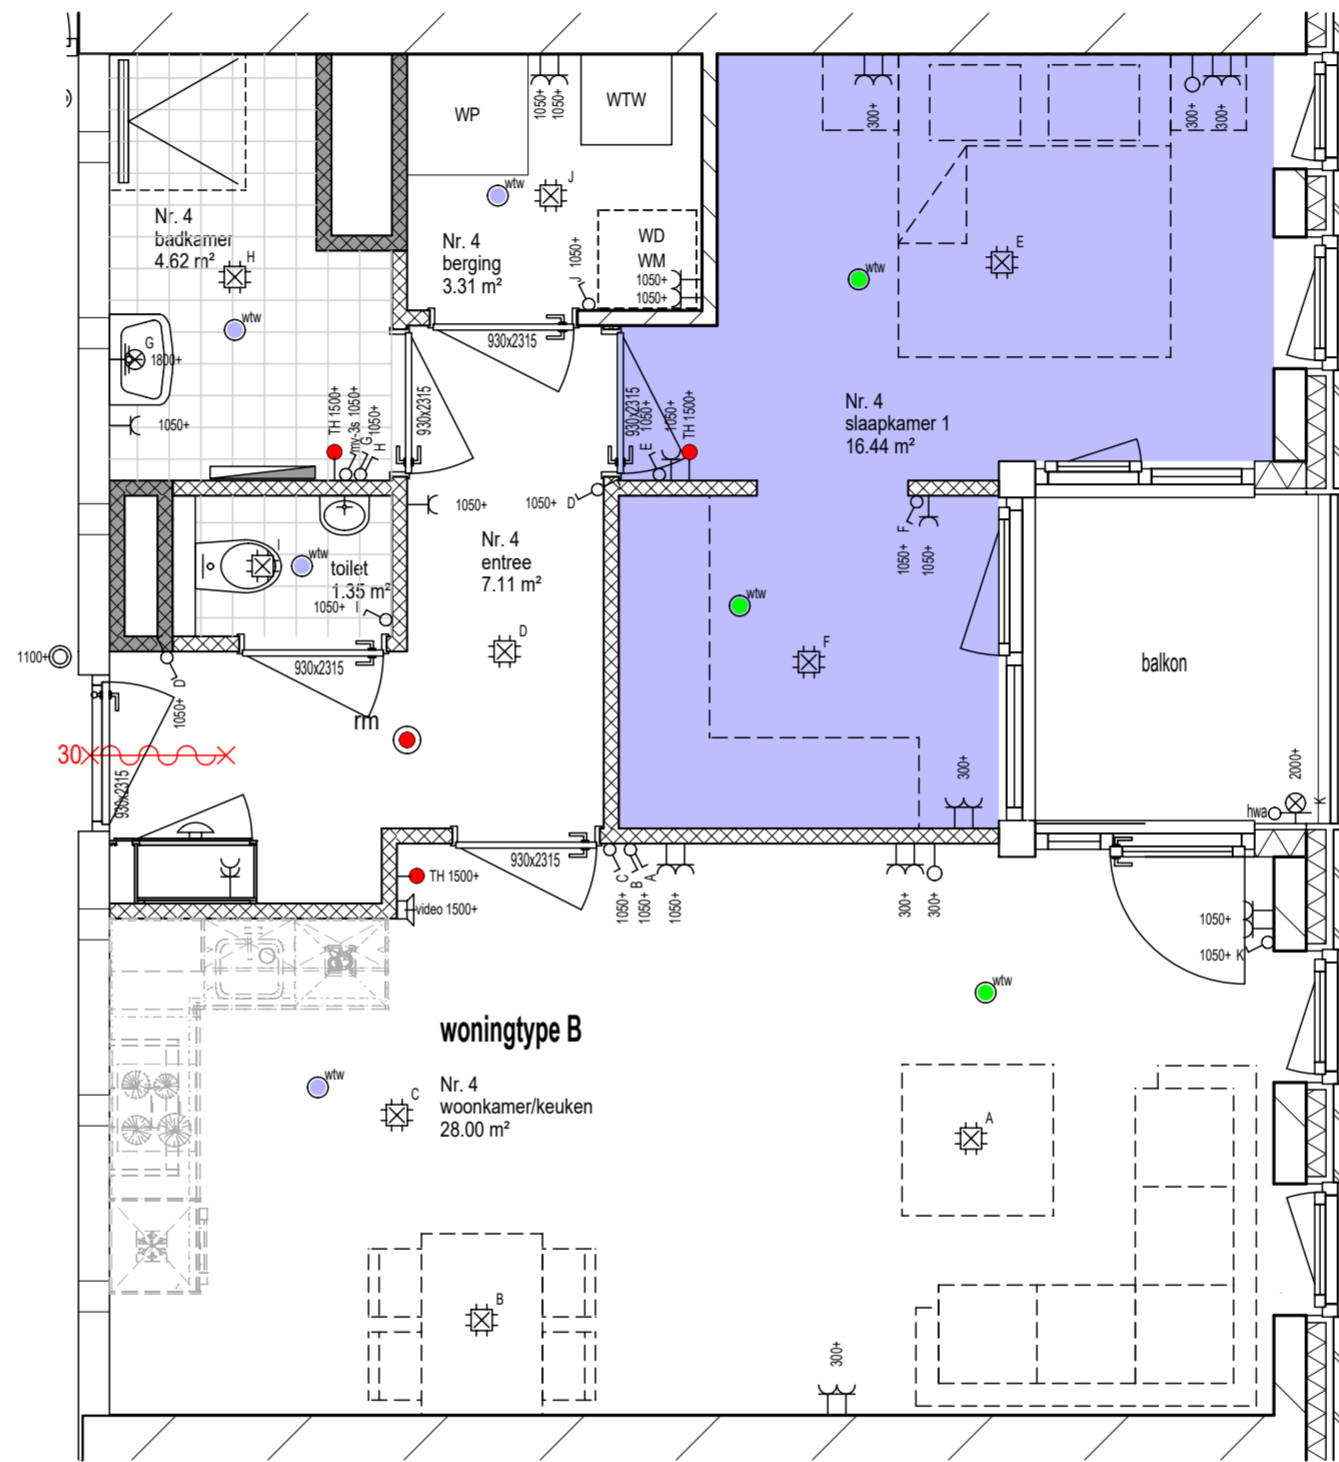 WP
1050+
1050+
WTW
300+
300+
300+
wtw
J
Nr. 4
badkamer
4.62 m²
H
wtw
Nr. 4
berging
3.31 m²
WD
WM
1050+
1050+
1050+
J
E
wtw
G
1800+
1050+
930x2315
930x2315
930x2315
TH 1500+
my-3s 1050+
G
H
1050+
1050+
E
1050+
TH 1500+
Nr. 4
slaapkamer 1
16.44 m²
1050+
1050+ D
F
1050+
1050+
Nr. 4
entree
7.11 m²
I
wtw
toilet
1.35 m²
1050+ I
wtw
D
F
1100+
930x2315
D
1050+
balkon
rm
30
930x2315
300+
2000+
K
hwa
930x2315
TH 1500+
video 1500+
C
B
A
1050+
1050+
1050+
300+
300+
1050+
1050+ K
wtw
woningtype B
wtw
C
Nr. 4
woonkamer/keuken
28.00 m²
A
B
300+